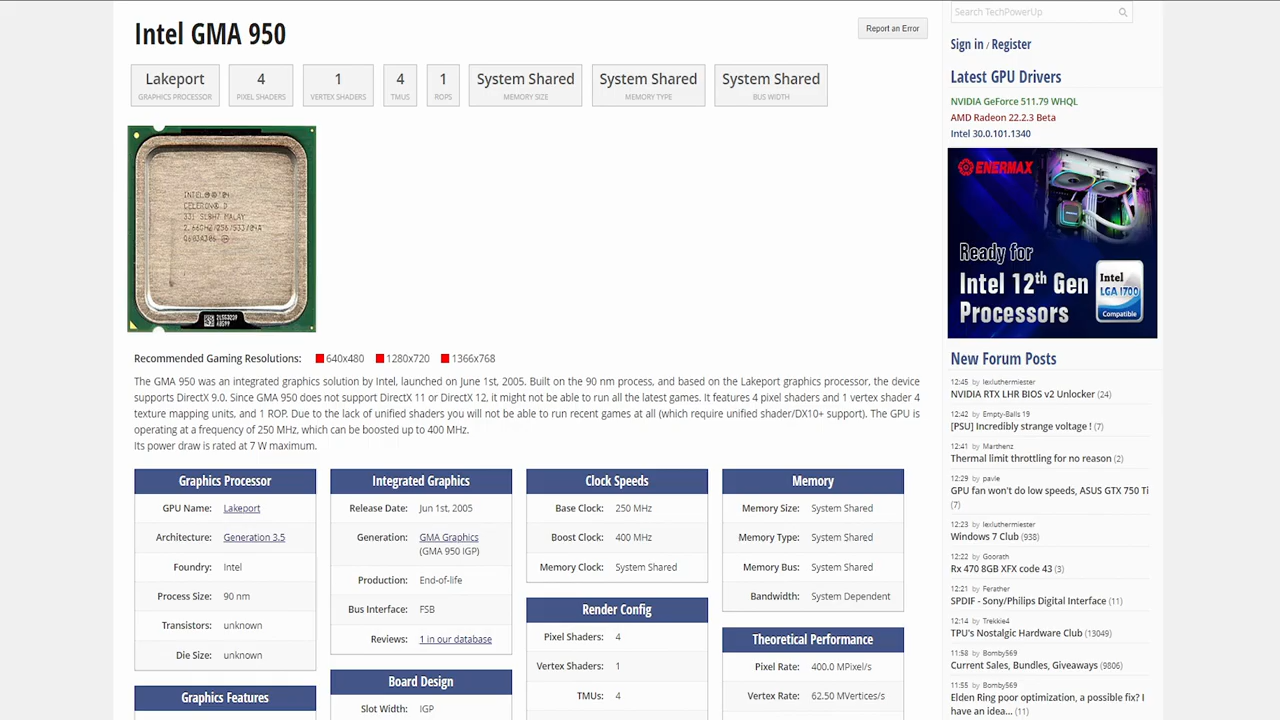 Intel GMA 950
Report an Error
Lakeport
GRAPHICS PROCESSOR
4
PIXEL SHADERS
1
VERTEX SHADERS
4
TMUS
1
ROPS
System Shared
MEMORY SIZE
System Shared
MEMORY TYPE
System Shared
BUS WIDTH
INTEL Ⓜ©'04
CELERON® D
331 SL8H7 MALAY
2.66GHZ/256/533/04A
Recommended Gaming Resolutions: 640x480 1280x720 1366x768
The GMA 950 was an integrated graphics solution by Intel, launched on June 1st, 2005. Built on the 90 nm process, and based on the Lakeport graphics processor, the device
supports DirectX 9.0. Since GMA 950 does not support DirectX 11 or DirectX 12, it might not be able to run all the latest games. It features 4 pixel shaders and 1 vertex shader 4
texture mapping units, and 1 ROP. Due to the lack of unified shaders you will not be able to run recent games at all (which require unified shader/DX10+ support). The GPU is
operating at a frequency of 250 MHz, which can be boosted up to 400 MHz.
Its power draw is rated at 7 W maximum.
Graphics Processor
GPU Name: Lakeport
Architecture: Generation 3.5
Foundry: Intel
Process Size: 90 nm
Transistors: unknown
Die Size: unknown
Graphics Features
Integrated Graphics
Release Date: Jun 1st, 2005
Generation: GMA Graphics
(GMA 950 IGP)
Production: End-of-life
Bus Interface: FSB
Reviews: 1 in our database
Board Design
Slot Width: IGP
Clock Speeds
Base Clock: 250 MHz
Boost Clock: 400 MHz
Memory Clock: System Shared
Render Config
Pixel Shaders: 4
Vertex Shaders: 1
TMUs: 4
Memory
Memory Size: System Shared
Memory Type: System Shared
Memory Bus: System Shared
Bandwidth: System Dependent
Theoretical Performance
Pixel Rate: 400.0 MPixel/s
Vertex Rate: 62.50 MVertices/s
Search TechPowerUp
Sign in / Register
Latest GPU Drivers
NVIDIA GeForce 511.79 WHQL
AMD Radeon 22.2.3 Beta
Intel 30.0.101.1340
ENERMAX
Ready for
Intel 12th Gen
Processors
Intel
LGA 1700
Compatible
New Forum Posts
12:45 by lexluthermiester
NVIDIA RTX LHR BIOS v2 Unlocker (24)
12:42 by Empty-Balls 19
[PSU] Incredibly strange voltage ! (7)
12:41 by Marthenz
Thermal limit throttling for no reason (2)
12:29 by pavle
GPU fan won't do low speeds, ASUS GTX 750 Ti
(7)
12:23 by lexluthermiester
Windows 7 Club (938)
12:22 by Goorath
Rx 470 8GB XFX code 43 (3)
12:21 by Ferather
SPDIF - Sony/Philips Digital Interface (11)
12:14 by Trekkie4
TPU's Nostalgic Hardware Club (13049)
11:58 by Bomby569
Current Sales, Bundles, Giveaways (9806)
11:55 by Bomby569
Elden Ring poor optimization, a possible fix? I
have an idea... (11)